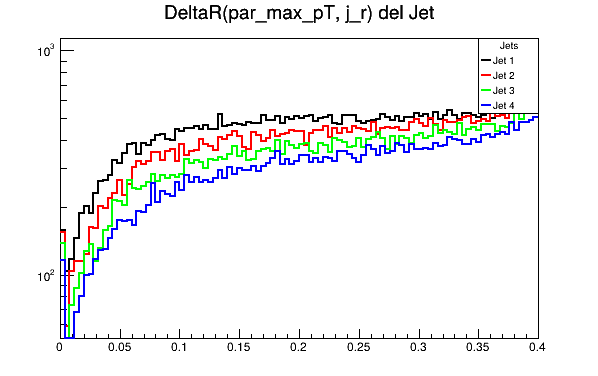 DeltaR(par_max_pT, j_r) del Jet
10³
10²
Jets
Jet 1
Jet 2
Jet 3
Jet 4
0 0.05 0.1 0.15 0.2 0.25 0.3 0.35 0.4